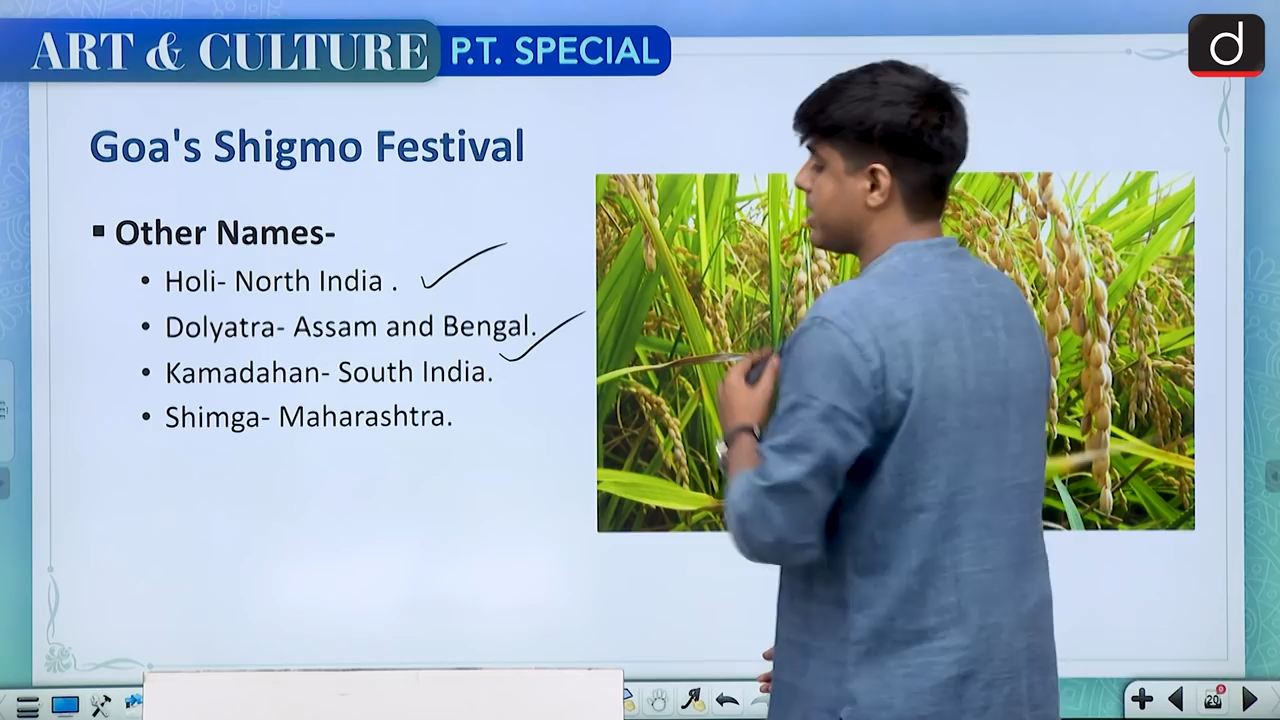 ART & CULTURE P.T. SPECIAL
d
Goa's Shigmo Festival
Other Names-
Holi- North India .
Dolyatra- Assam and Bengal.
Kamadahan- South India.
Shimga- Maharashtra.
20